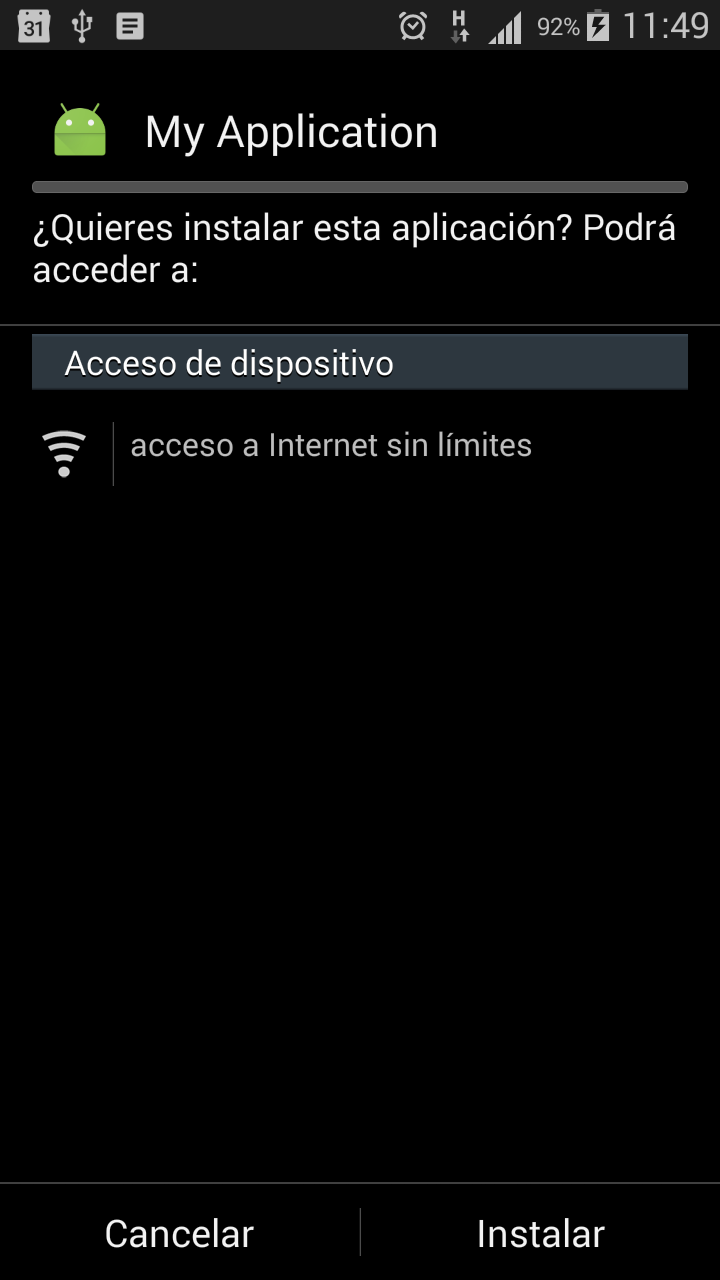 31
H
92%
11:49
My Application
¿Quieres instalar esta aplicación? Podrá
acceder a:
Acceso de dispositivo
acceso a Internet sin límites
Cancelar
Instalar